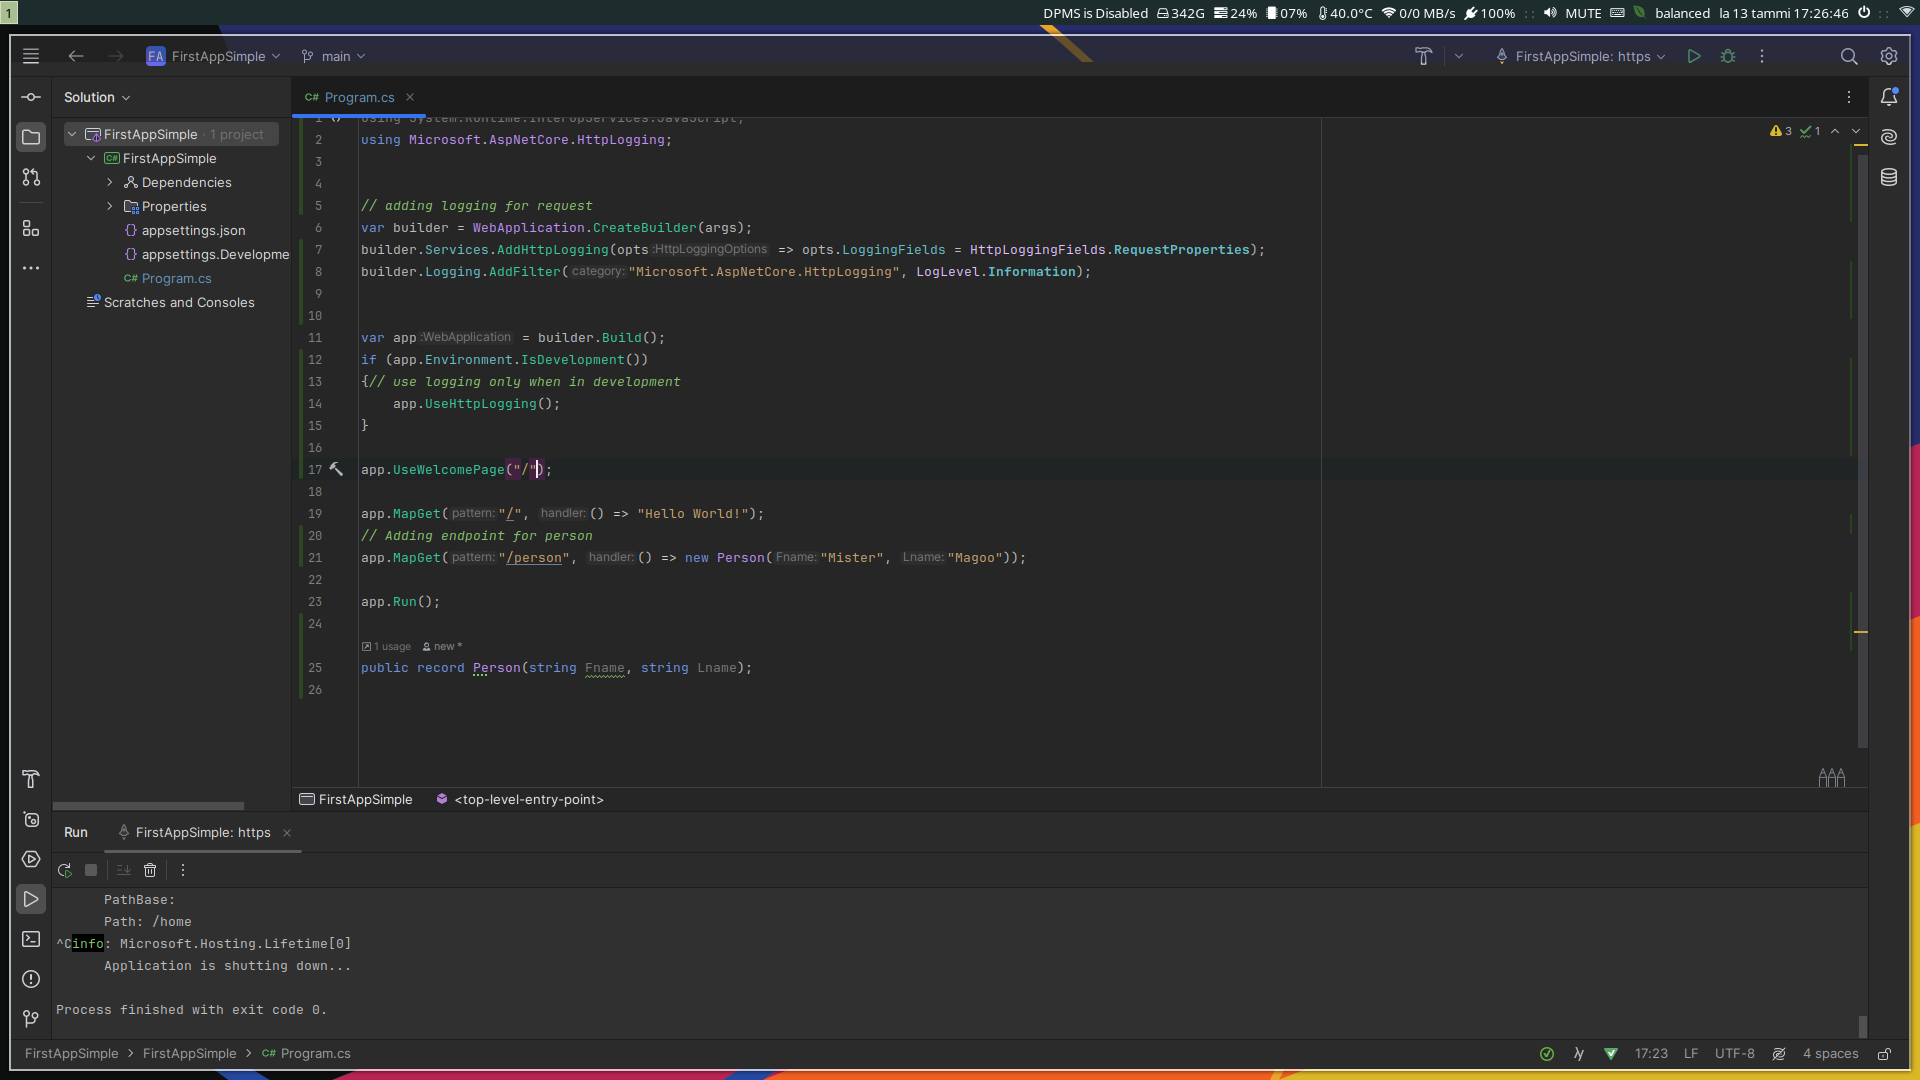 1
DPMS is Disabled 342G 24% 07% 40.0°C 0/0 MB/s 100% :: MUTE balanced la 13 tammi 17:26:46 ::
FA FirstAppSimple main FirstAppSimple: https
Solution
C# Program.cs
FirstAppSimple · 1 project
C# FirstAppSimple
Dependencies
Properties
{} appsettings.json
{} appsettings.Developme
C# Program.cs
Scratches and Consoles
3 1
1 using System.Runtime.InteropServices.JavaScript;
2 using Microsoft.AspNetCore.HttpLogging;
3
4
5 // adding logging for request
6 var builder = WebApplication.CreateBuilder(args);
7 builder.Services.AddHttpLogging(opts :HttpLoggingOptions => opts.LoggingFields = HttpLoggingFields.RequestProperties);
8 builder.Logging.AddFilter( category: "Microsoft.AspNetCore.HttpLogging", LogLevel.Information);
9
10
11 var app :WebApplication = builder.Build();
12 if (app.Environment.IsDevelopment())
13 {// use logging only when in development
14 app.UseHttpLogging();
15 }
16
17 app.UseWelcomePage("/");
18
19 app.MapGet( pattern: "/", handler: () => "Hello World!");
20 // Adding endpoint for person
21 app.MapGet( pattern: "/person", handler: () => new Person( Fname: "Mister", Lname: "Magoo"));
22
23 app.Run();
24
1 usage new *
25 public record Person(string Fname, string Lname);
26
FirstAppSimple <top-level-entry-point>
Run FirstAppSimple: https
PathBase:
Path: /home
^Cinfo: Microsoft.Hosting.Lifetime[0]
Application is shutting down...
Process finished with exit code 0.
FirstAppSimple > FirstAppSimple > C# Program.cs 17:23 LF UTF-8 4 spaces